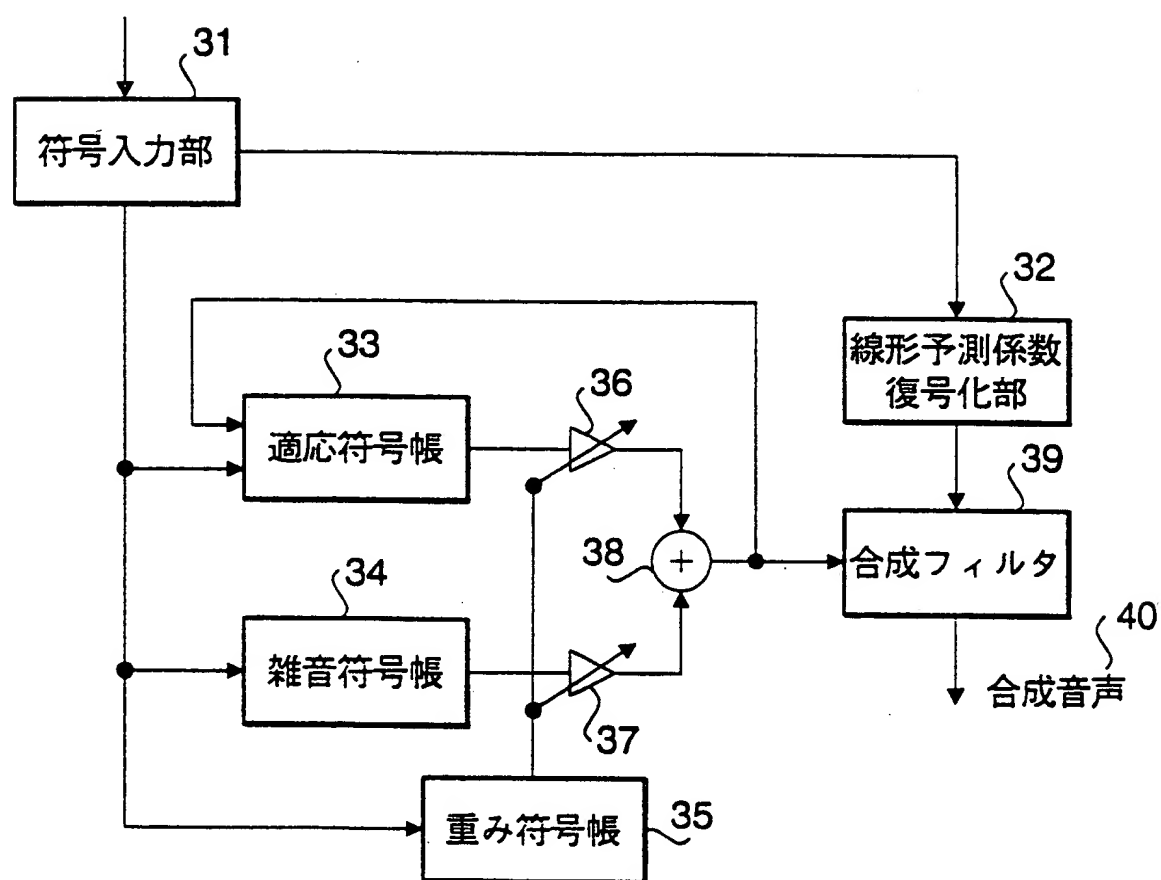 31
符号入力部
32
線形予測係数
復号化部
33
適応符号帳
36
39
合成フィルタ
38
+
34
雑音符号帳
37
40
合成音声
重み符号帳
35